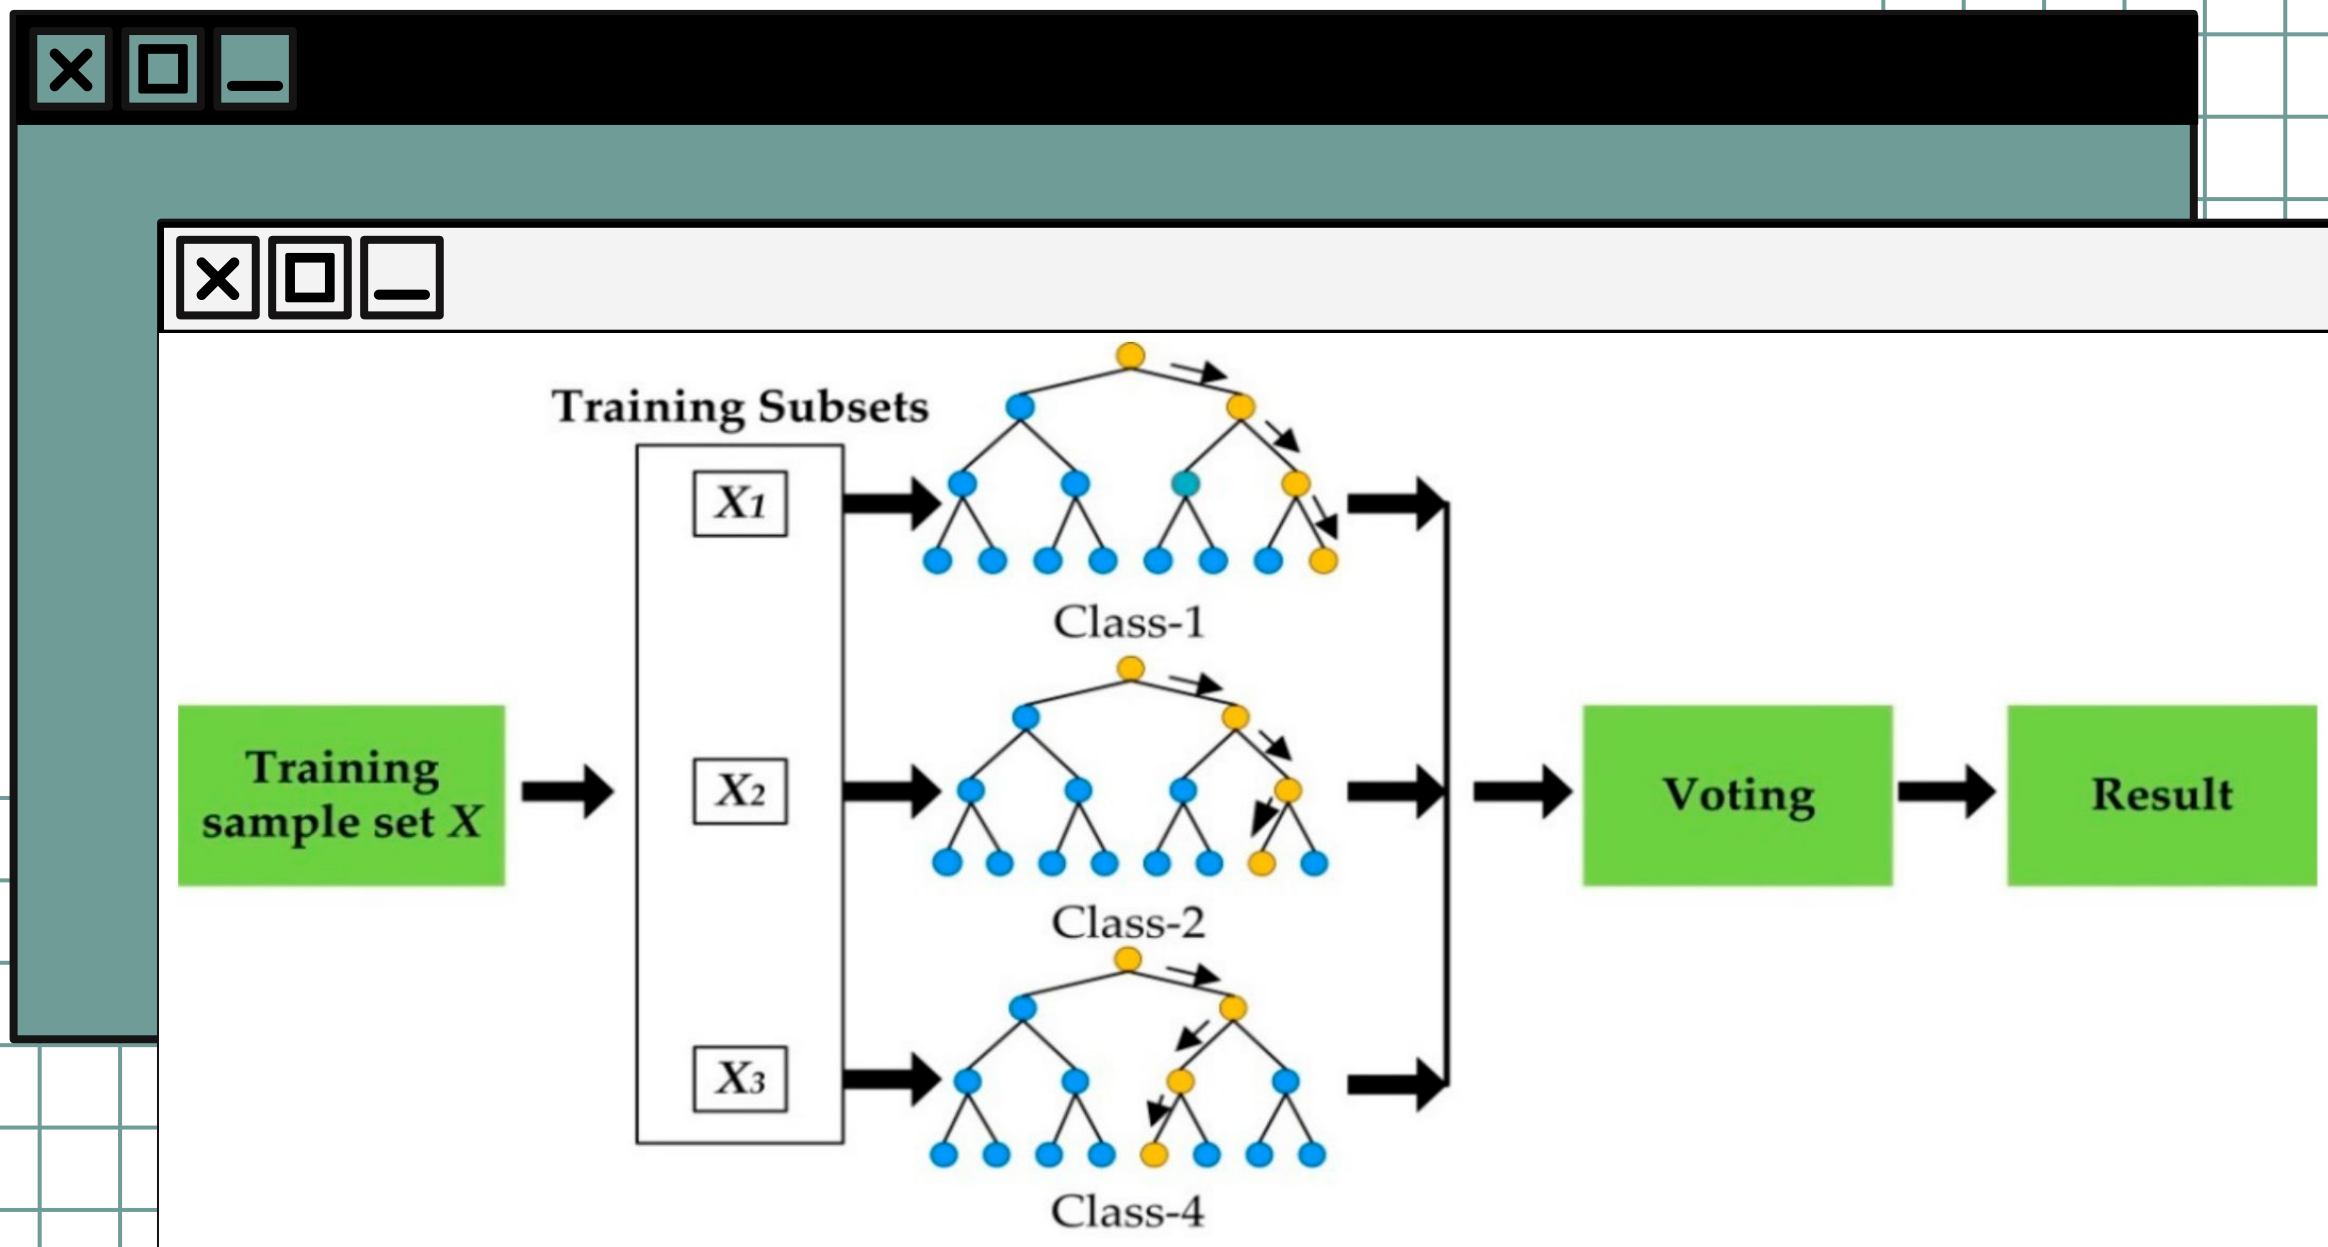 Training Subsets
X1
Class-1
Training
sample set X
X2
Voting
Result
Class-2
X3
Class-4